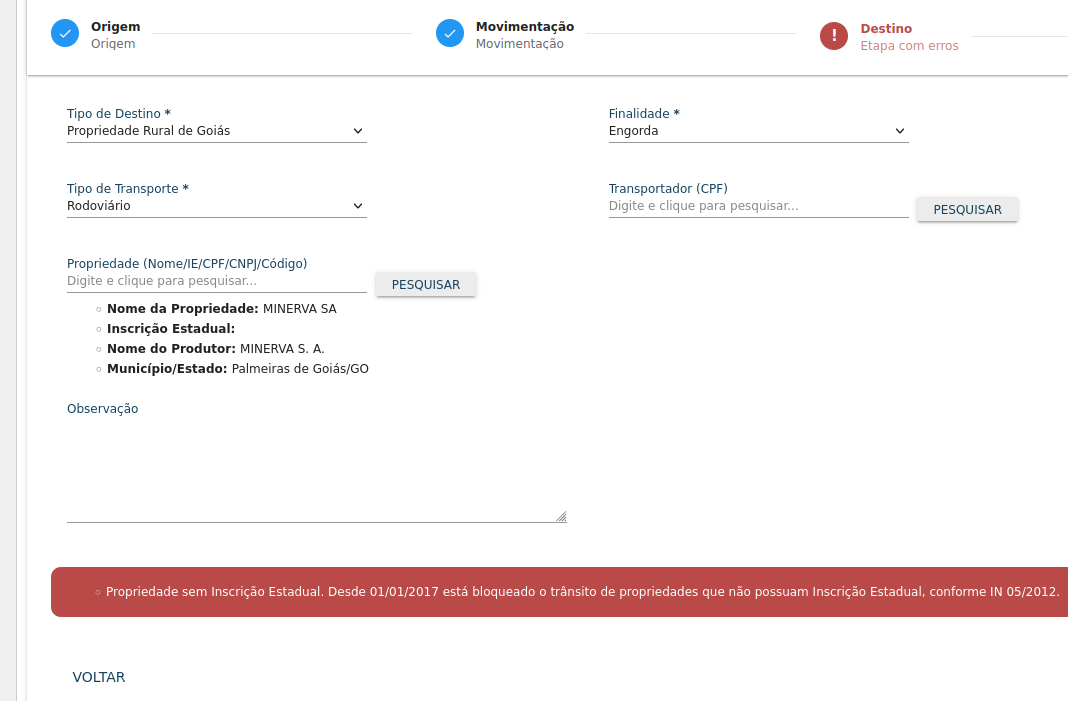 Origem
Origem
Movimentação
Movimentação
!
Destino
Etapa com erros
Tipo de Destino *
Propriedade Rural de Goiás
Finalidade *
Engorda
Tipo de Transporte *
Rodoviário
Transportador (CPF)
Digite e clique para pesquisar...
PESQUISAR
Propriedade (Nome/IE/CPF/CNPJ/Código)
Digite e clique para pesquisar...
PESQUISAR
Nome da Propriedade: MINERVA SA
Inscrição Estadual:
Nome do Produtor: MINERVA S. A.
Município/Estado: Palmeiras de Goiás/GO
Observação
Propriedade sem Inscrição Estadual. Desde 01/01/2017 está bloqueado o trânsito de propriedades que não possuam Inscrição Estadual, conforme IN 05/2012.
VOLTAR